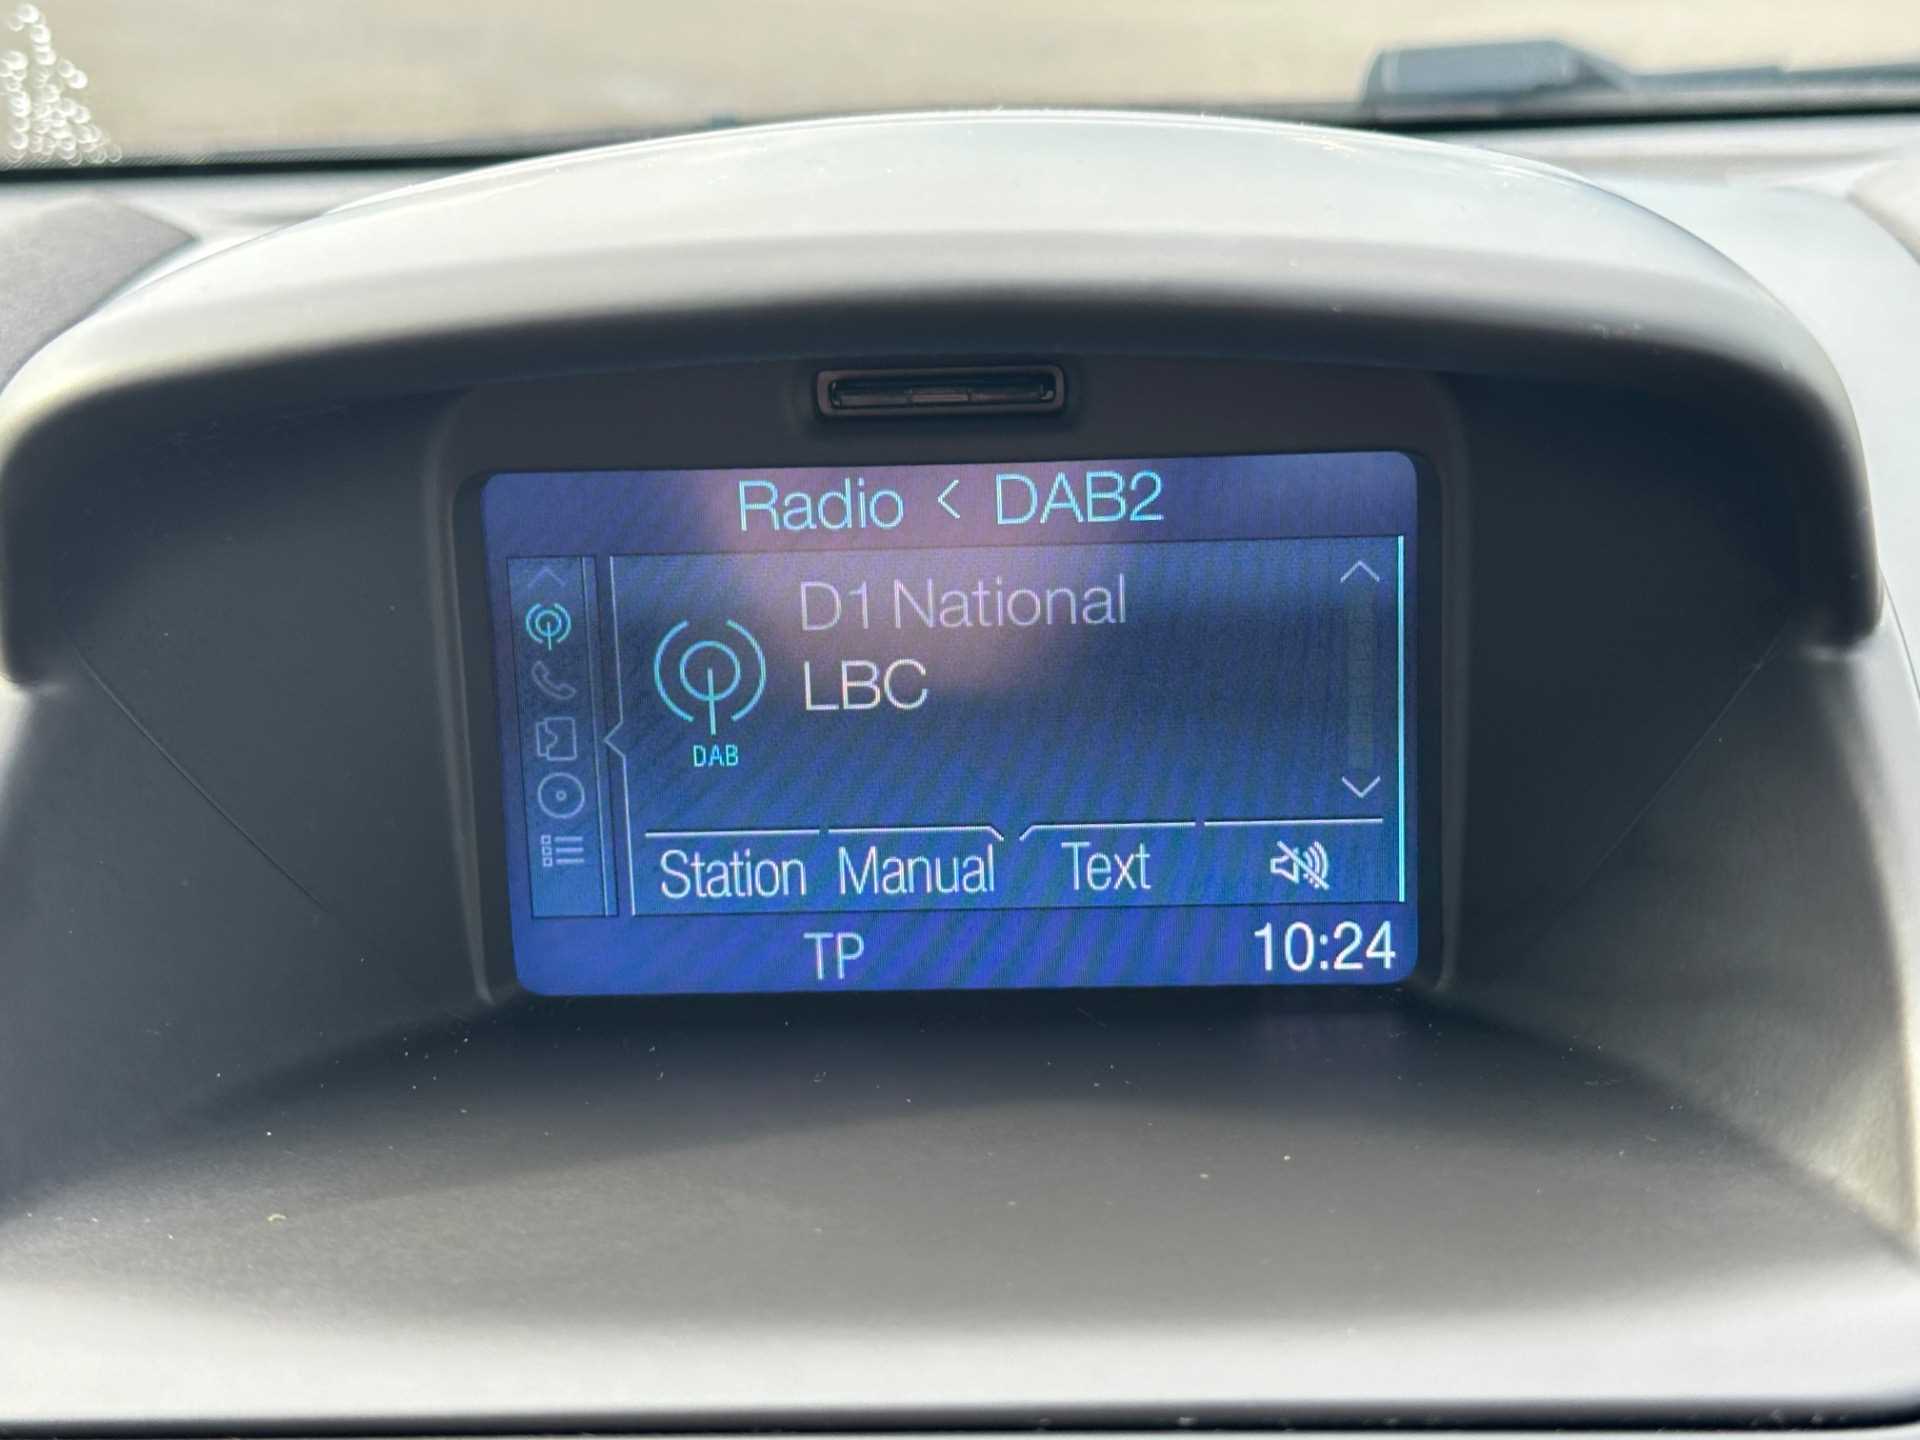 Radio < DAB2
D1 National
LBC
DAB
Station Manual Text
TP 10:24